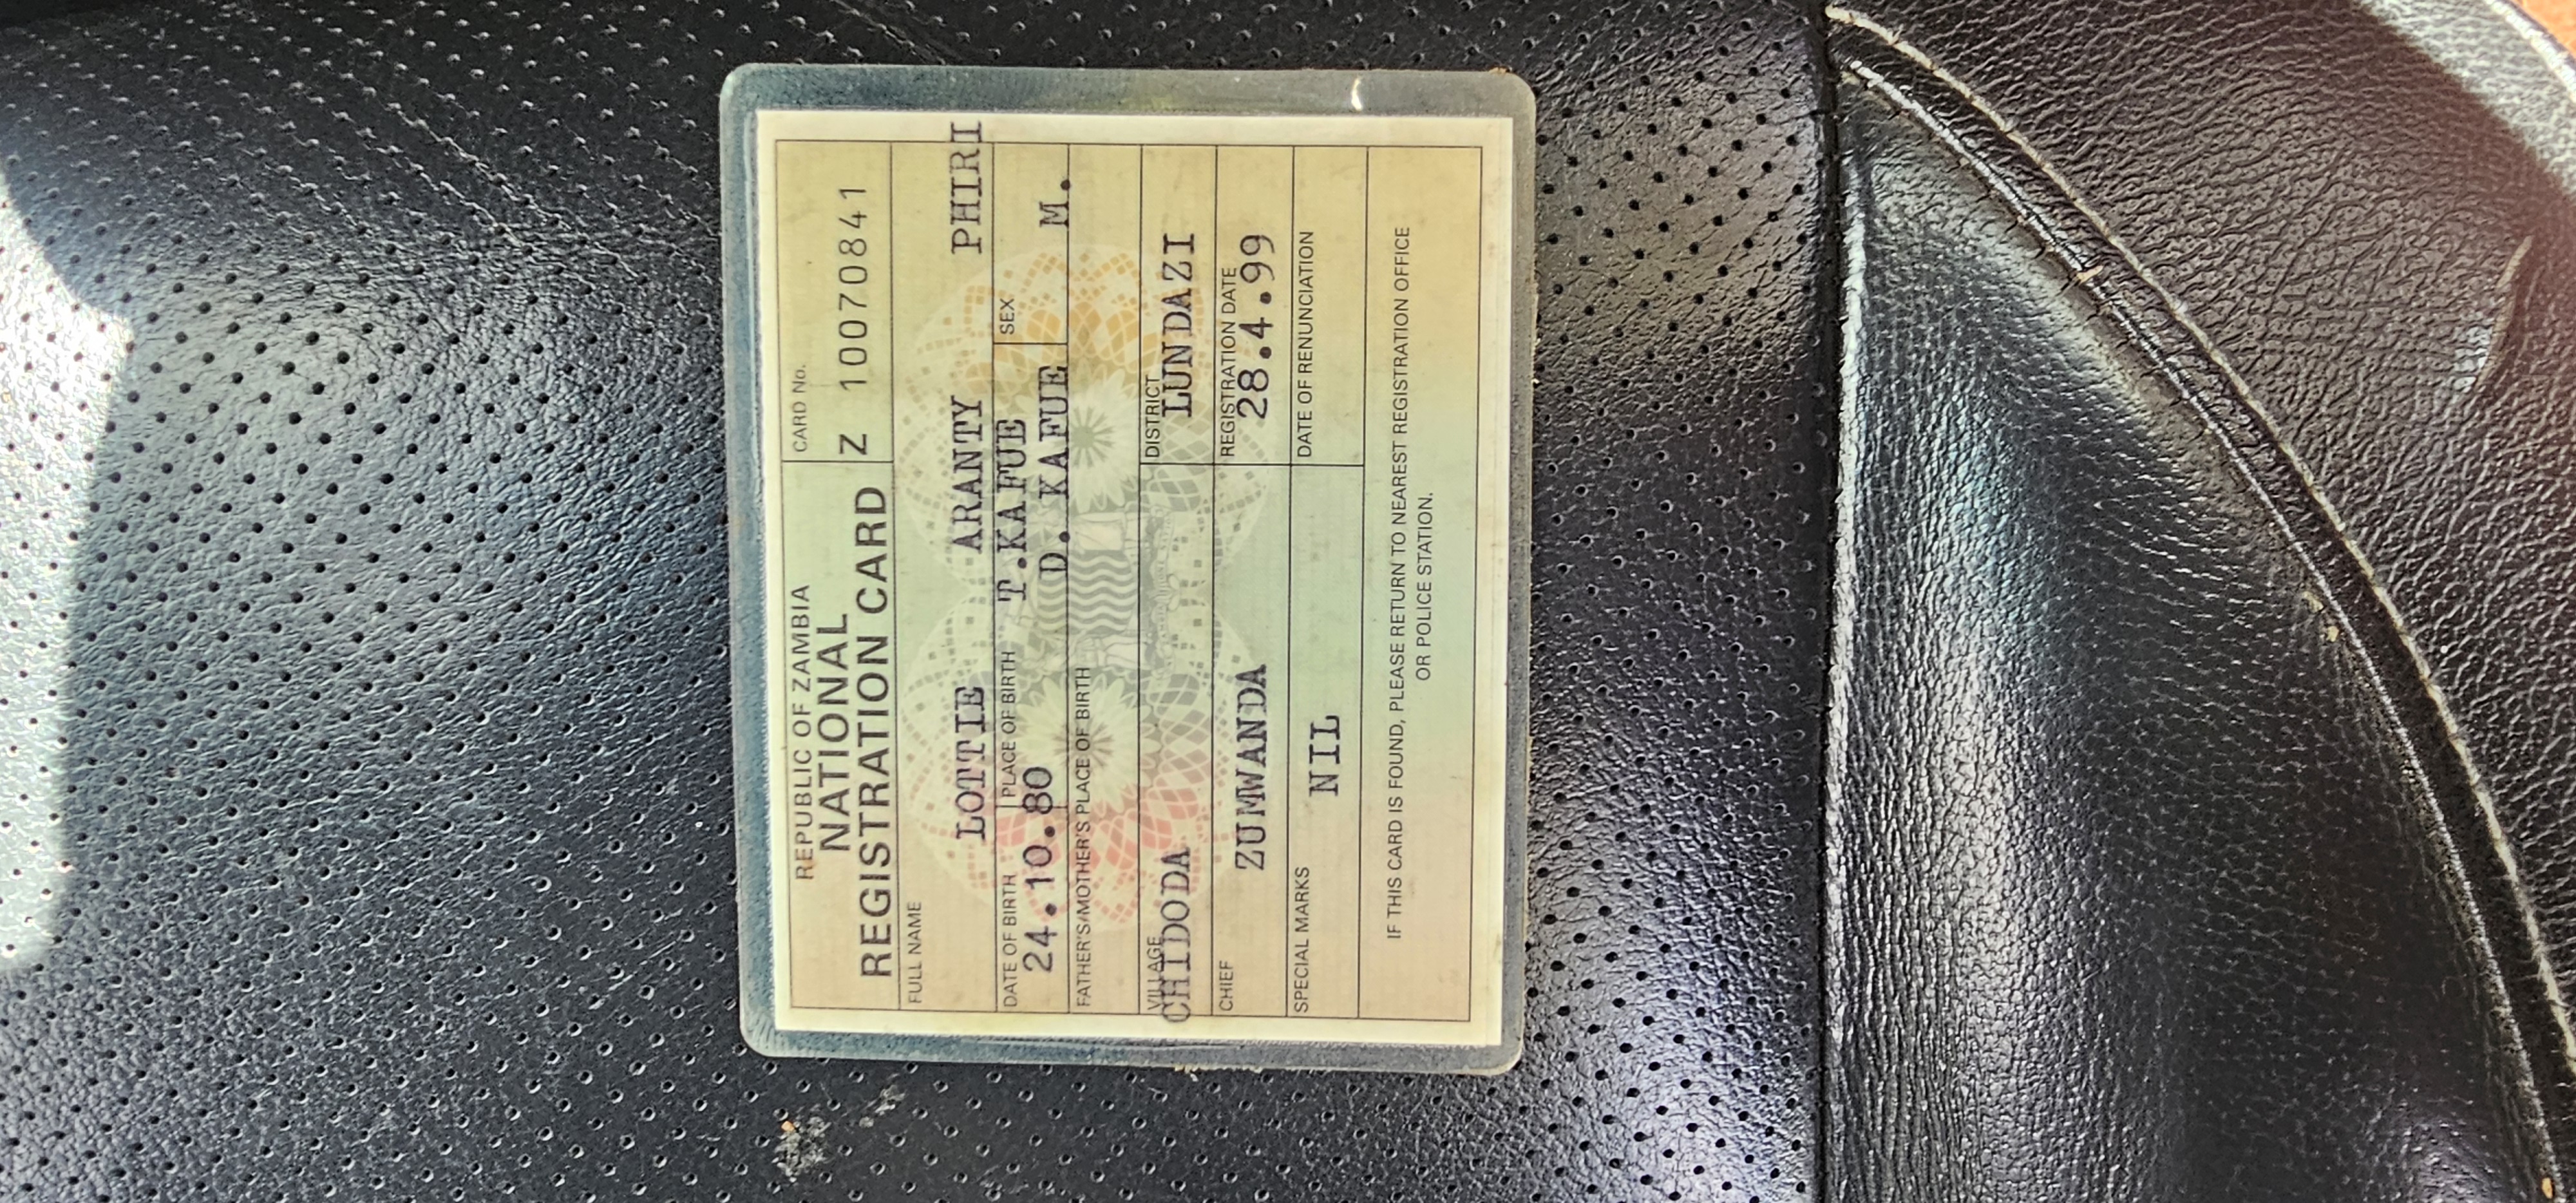 REPUBLIC OF ZAMBIA
NATIONAL
REGISTRATION CARD
CARD No.
Z 10070841
FULL NAME
LOTTIE ARANTY PHIRI
DATE OF BIRTH
24.10.80
PLACE OF BIRTH
T.KAFUE
SEX
M.
FATHER'S/MOTHER'S PLACE OF BIRTH
D. KAFUE
VILLAGE
CHIDODA
DISTRICT
LUNDAZI
CHIEF
ZUMWANDA
REGISTRATION DATE
28.4.99
SPECIAL MARKS
NIL
DATE OF RENUNCIATION
IF THIS CARD IS FOUND, PLEASE RETURN TO NEAREST REGISTRATION OFFICE
OR POLICE STATION.